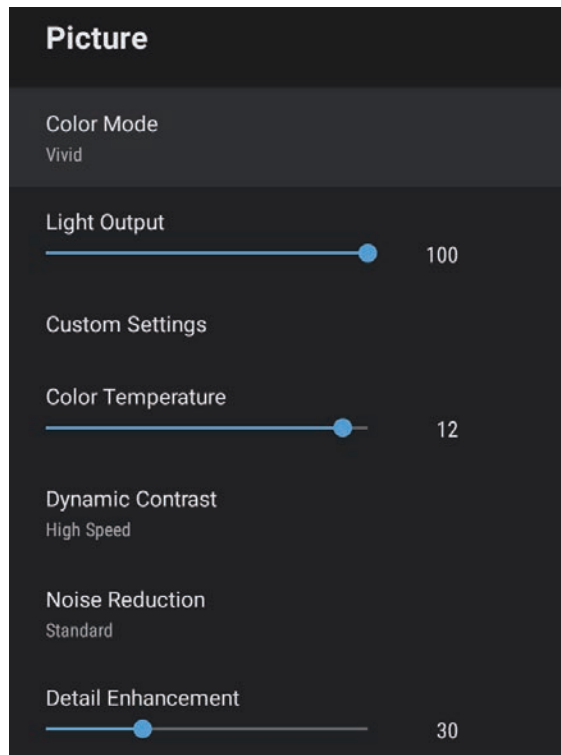 Picture
Color Mode
Vivid
Light Output
100
Custom Settings
Color Temperature
12
Dynamic Contrast
High Speed
Noise Reduction
Standard
Detail Enhancement
30